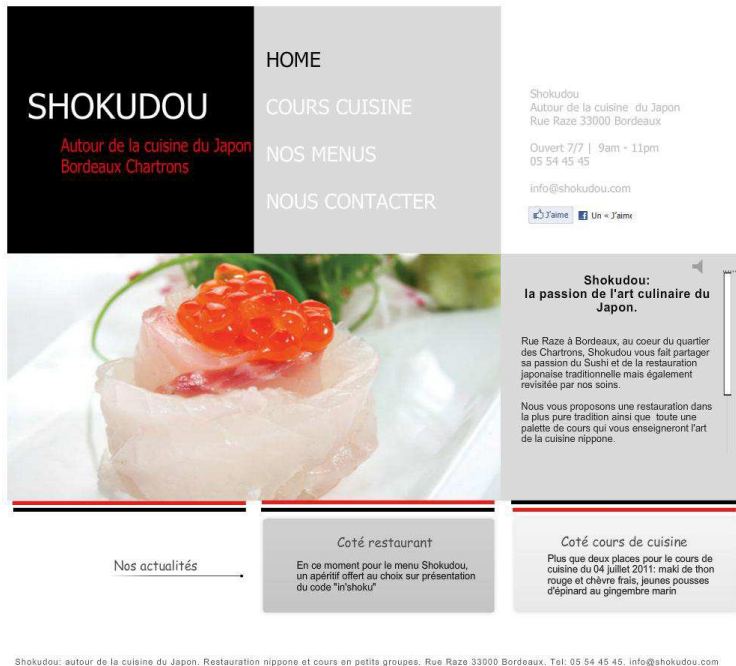 SHOKUDOU
Autour de la cuisine du Japon
Bordeaux Chartrons
HOME
COURS CUISINE
NOS MENUS
NOUS CONTACTER
Shokudou
Autour de la cuisine du Japon
Rue Raze 33000 Bordeaux
Ouvert 7/7 | 9am - 11pm
05 54 45 45
info@shokudou.com
J'aime
Un « J'aime
Shokudou:
la passion de l'art culinaire du
Japon.
Rue Raze à Bordeaux, au coeur du quartier
des Chartrons, Shokudou vous fait partager
sa passion du Sushi et de la restauration
japonaise traditionnelle mais également
revisitée par nos soins.
Nous vous proposons une restauration dans
la plus pure tradition ainsi que toute une
palette de cours qui vous enseigneront l'art
de la cuisine nippone.
Nos actualités
Coté restaurant
En ce moment pour le menu Shokudou,
un apéritif offert au choix sur présentation
du code "in'shoku"
Coté cours de cuisine
Plus que deux places pour le cours de
cuisine du 04 juillet 2011: maki de thon
rouge et chèvre frais, jeunes pousses
d'épinard au gingembre marin
Shokudou: autour de la cuisine du Japon. Restauration nippone et cours en petits groupes. Rue Raze 33000 Bordeaux. Tel: 05 54 45 45. info@shokudou.com